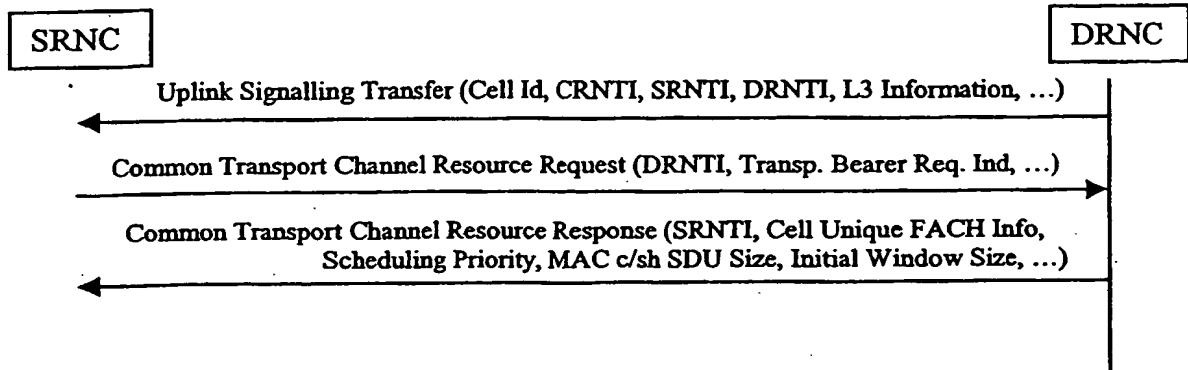 SRNC
DRNC
Uplink Signalling Transfer (Cell Id, CRNTI, SRNTI, DRNTI, L3 Information, ...)
Common Transport Channel Resource Request (DRNTI, Transp. Bearer Req. Ind, ...)
Common Transport Channel Resource Response (SRNTI, Cell Unique FACH Info,
Scheduling Priority, MAC c/sh SDU Size, Initial Window Size, ...)